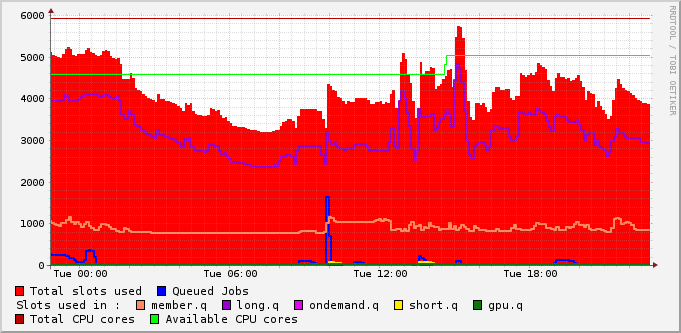 RRDTOOL / TOBI OETIKER
6000
5000
4000
3000
2000
1000
0
Tue 00:00 Tue 06:00 Tue 12:00 Tue 18:00
Total slots used Queued Jobs
Slots used in : member.q long.q ondemand.q short.q gpu.q
Total CPU cores Available CPU cores